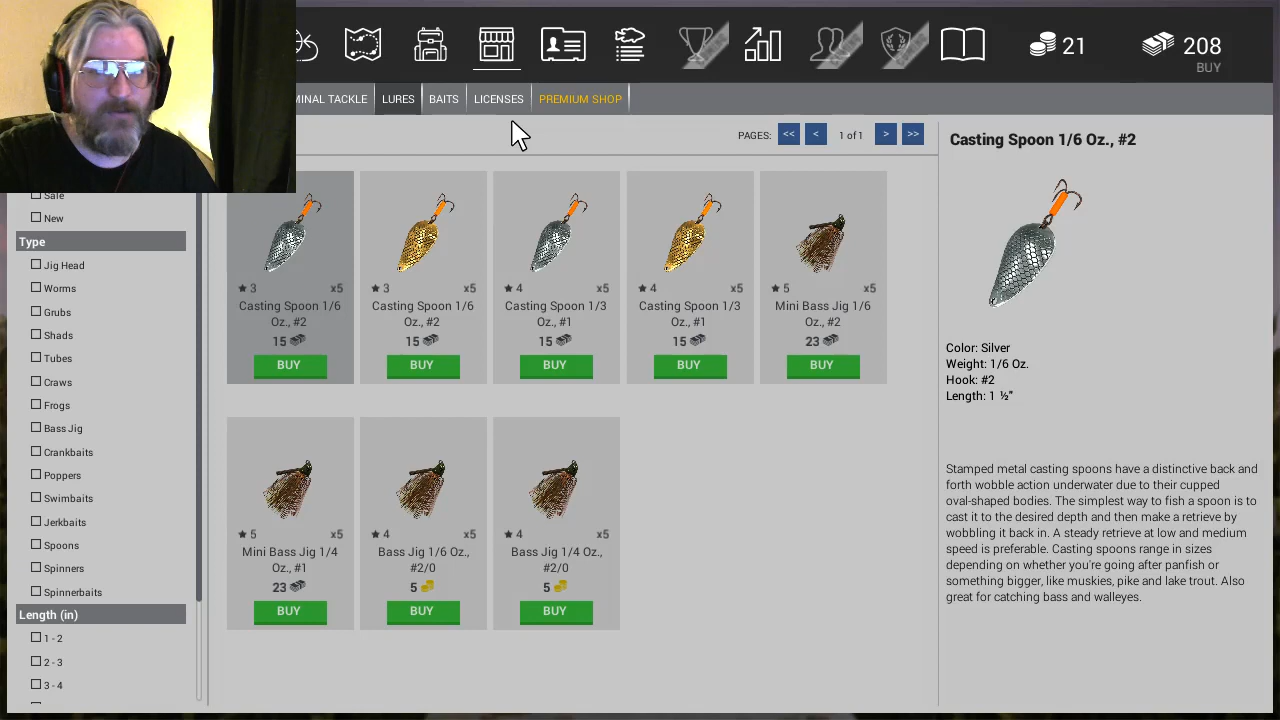 21
208
BUY
MINAL TACKLE
LURES
BAITS
LICENSES
PREMIUM SHOP
PAGES:
<<
<
1 of 1
>
>>
Sale
New
Type
Jig Head
Worms
Grubs
Shads
Tubes
Craws
Frogs
Bass Jig
Crankbaits
Poppers
Swimbaits
Jerkbaits
Spoons
Spinners
Spinnerbaits
Length (in)
1 - 2
2 - 3
3 - 4
3 x5
Casting Spoon 1/6
Oz., #2
15
BUY
3 x5
Casting Spoon 1/6
Oz., #2
15
BUY
4 x5
Casting Spoon 1/3
Oz., #1
15
BUY
4 x5
Casting Spoon 1/3
Oz., #1
15
BUY
5 x5
Mini Bass Jig 1/6
Oz., #2
23
BUY
5 x5
Mini Bass Jig 1/4
Oz., #1
23
BUY
4 x5
Bass Jig 1/6 Oz.,
#2/0
5
BUY
4 x5
Bass Jig 1/4 Oz.,
#2/0
5
BUY
Casting Spoon 1/6 Oz., #2
Color: Silver
Weight: 1/6 Oz.
Hook: #2
Length: 1 ½"
Stamped metal casting spoons have a distinctive back and
forth wobble action underwater due to their cupped
oval-shaped bodies. The simplest way to fish a spoon is to
cast it to the desired depth and then make a retrieve by
wobbling it back in. A steady retrieve at low and medium
speed is preferable. Casting spoons range in sizes
depending on whether you're going after panfish or
something bigger, like muskies, pike and lake trout. Also
great for catching bass and walleyes.